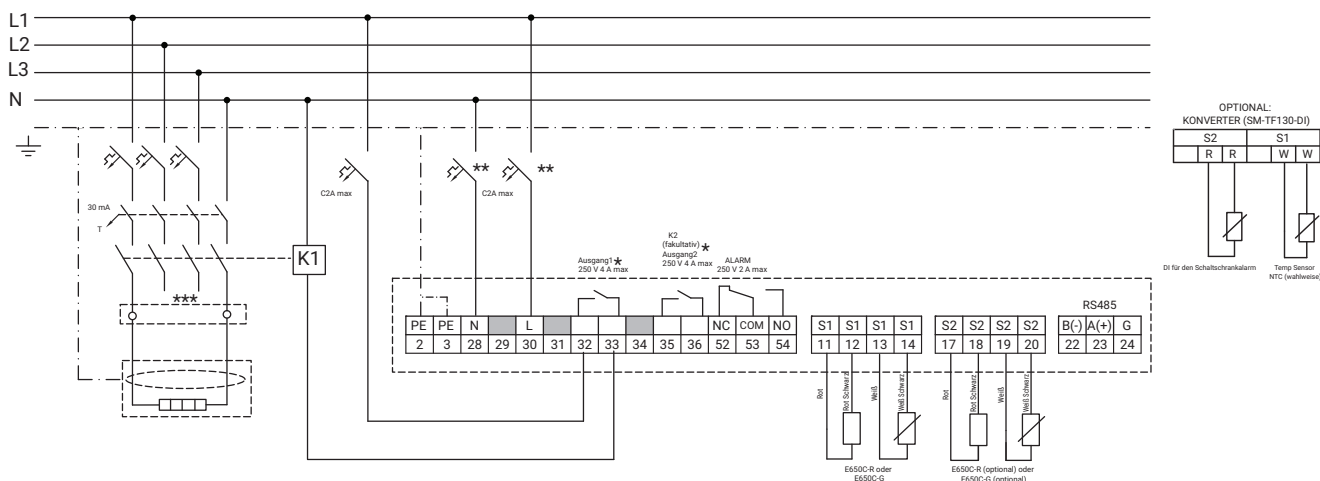 L1
L2
L3
N
OPTIONAL:
KONVERTER (SM-TF130-DI)
S2 S1
R R W W
DI für den Schaltschrankalarm
Temp Sensor
NTC (wahlweise)
**
**
C2A max
C2A max
30 mA
T
K1
***
Ausgang1*
250 V 4 A max
K2
(fakultativ)*
Ausgang2
250 V 4 A max
ALARM
250 V 2 A max
RS485
PE PE N L NC COM NO
2 3 28 29 30 31 32 33 34 35 36 52 53 54
S1 S1 S1 S1
11 12 13 14
S2 S2 S2 S2
17 18 19 20
B(-) A(+) G
22 23 24
Rot
Rot Schwarz
Weiß
Weiß Schwarz
Rot
Rot Schwarz
Weiß
Weiß Schwarz
E650C-R oder
E650C-G
E650C-R (optional) oder
E650C-G (optional)